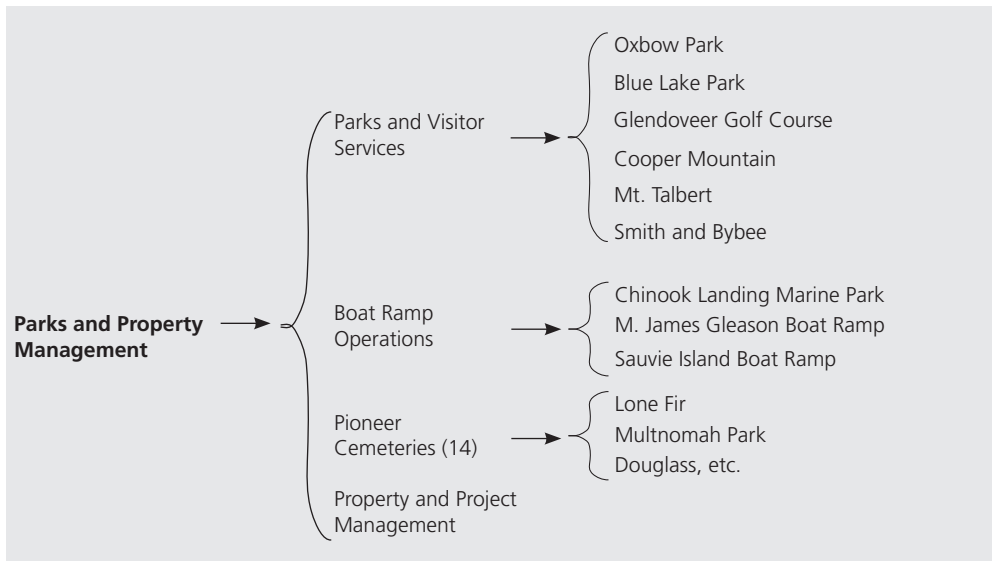 Parks and Property
Management
Parks and Visitor
Services
Oxbow Park
Blue Lake Park
Glendoveer Golf Course
Cooper Mountain
Mt. Talbert
Smith and Bybee
Boat Ramp
Operations
Chinook Landing Marine Park
M. James Gleason Boat Ramp
Sauvie Island Boat Ramp
Pioneer
Cemeteries (14)
Lone Fir
Multnomah Park
Douglass, etc.
Property and Project
Management